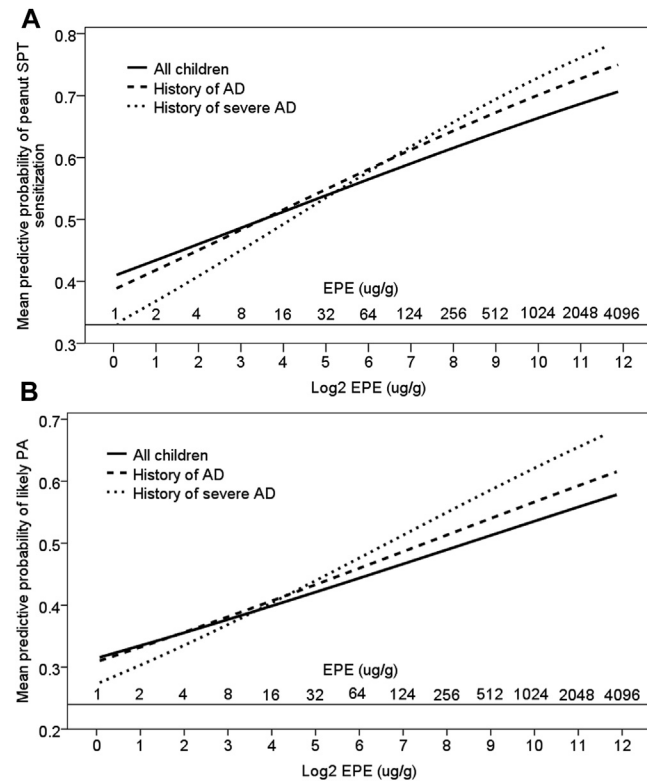 A
Mean predictive probability of peanut SPT
sensitization
0.8
0.7
0.6
0.5
0.4
0.3
All children
History of AD
History of severe AD
EPE (ug/g)
1 2 4 8 16 32 64 124 256 512 1024 2048 4096
0 1 2 3 4 5 6 7 8 9 10 11 12
Log2 EPE (ug/g)
B
Mean predictive probability of likely PA
0.7
0.6
0.5
0.4
0.3
0.2
All children
History of AD
History of severe AD
EPE (ug/g)
1 2 4 8 16 32 64 124 256 512 1024 2048 4096
0 1 2 3 4 5 6 7 8 9 10 11 12
Log2 EPE (ug/g)